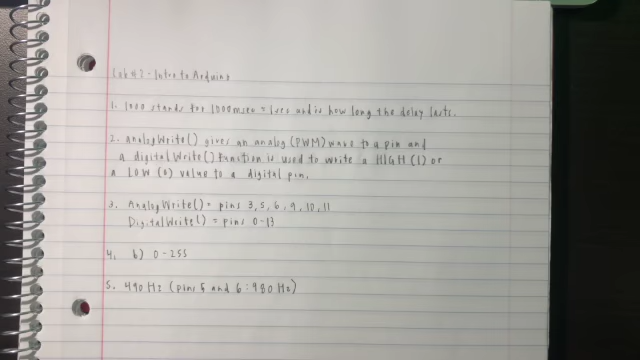 Lab #2 - Intro to Arduino
1. 1000 stands for 1000msec = 1sec and is how long the delay lasts.
2. analogWrite() gives an analog (PWM) wave to a pin and
a digitalWrite() function is used to write a HIGH (1) or
a LOW (0) value to a digital pin.
3. AnalogWrite() = pins 3, 5, 6, 9, 10, 11
DigitalWrite() = pins 0-13
4. b) 0-255
5. 490 Hz (pins 5 and 6: 980 Hz)